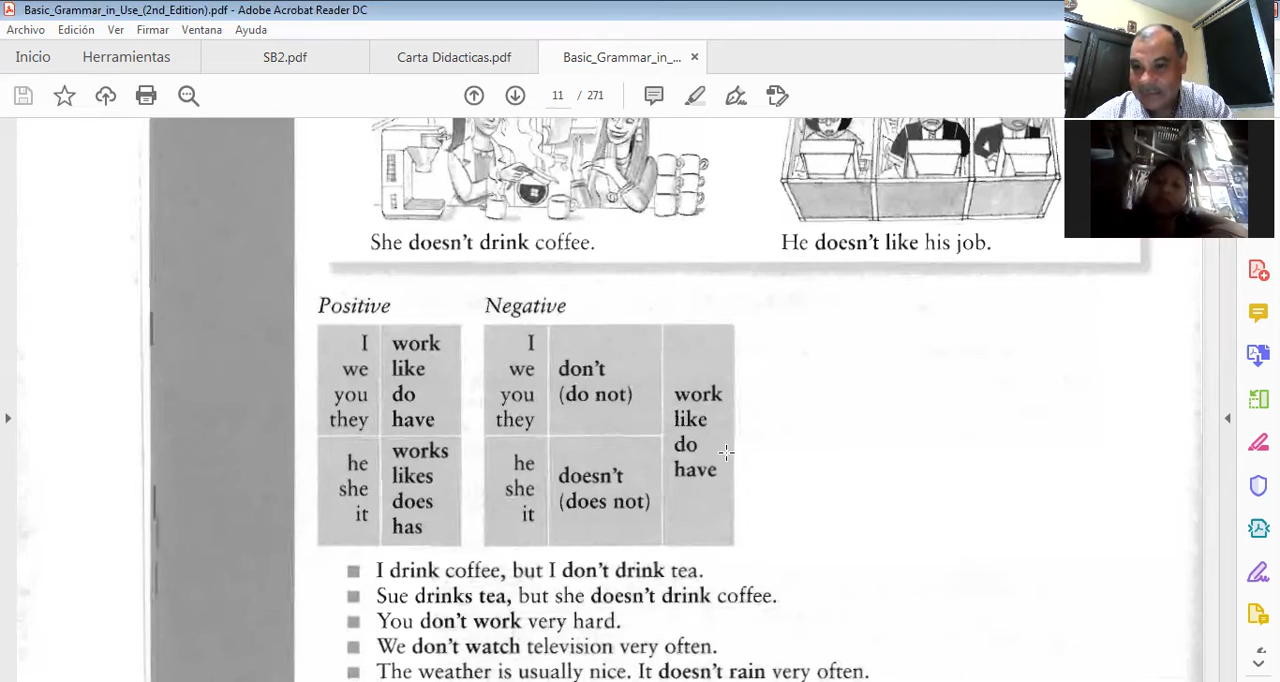 Basic_Grammar_in_Use_(2nd_Edition).pdf - Adobe Acrobat Reader DC
Archivo Edición Ver Firmar Ventana Ayuda
Inicio Herramientas SB2.pdf Carta Didacticas.pdf Basic_Grammar_in_... ×
11 / 271
She doesn't drink coffee. He doesn't like his job.
Positive Negative
I work I
we like we don't
you do you (do not) work
they have they like
he works he do
she likes she doesn't have
it does it (does not)
has
I drink coffee, but I don't drink tea.
Sue drinks tea, but she doesn't drink coffee.
You don't work very hard.
We don't watch television very often.
The weather is usually nice. It doesn't rain very often.